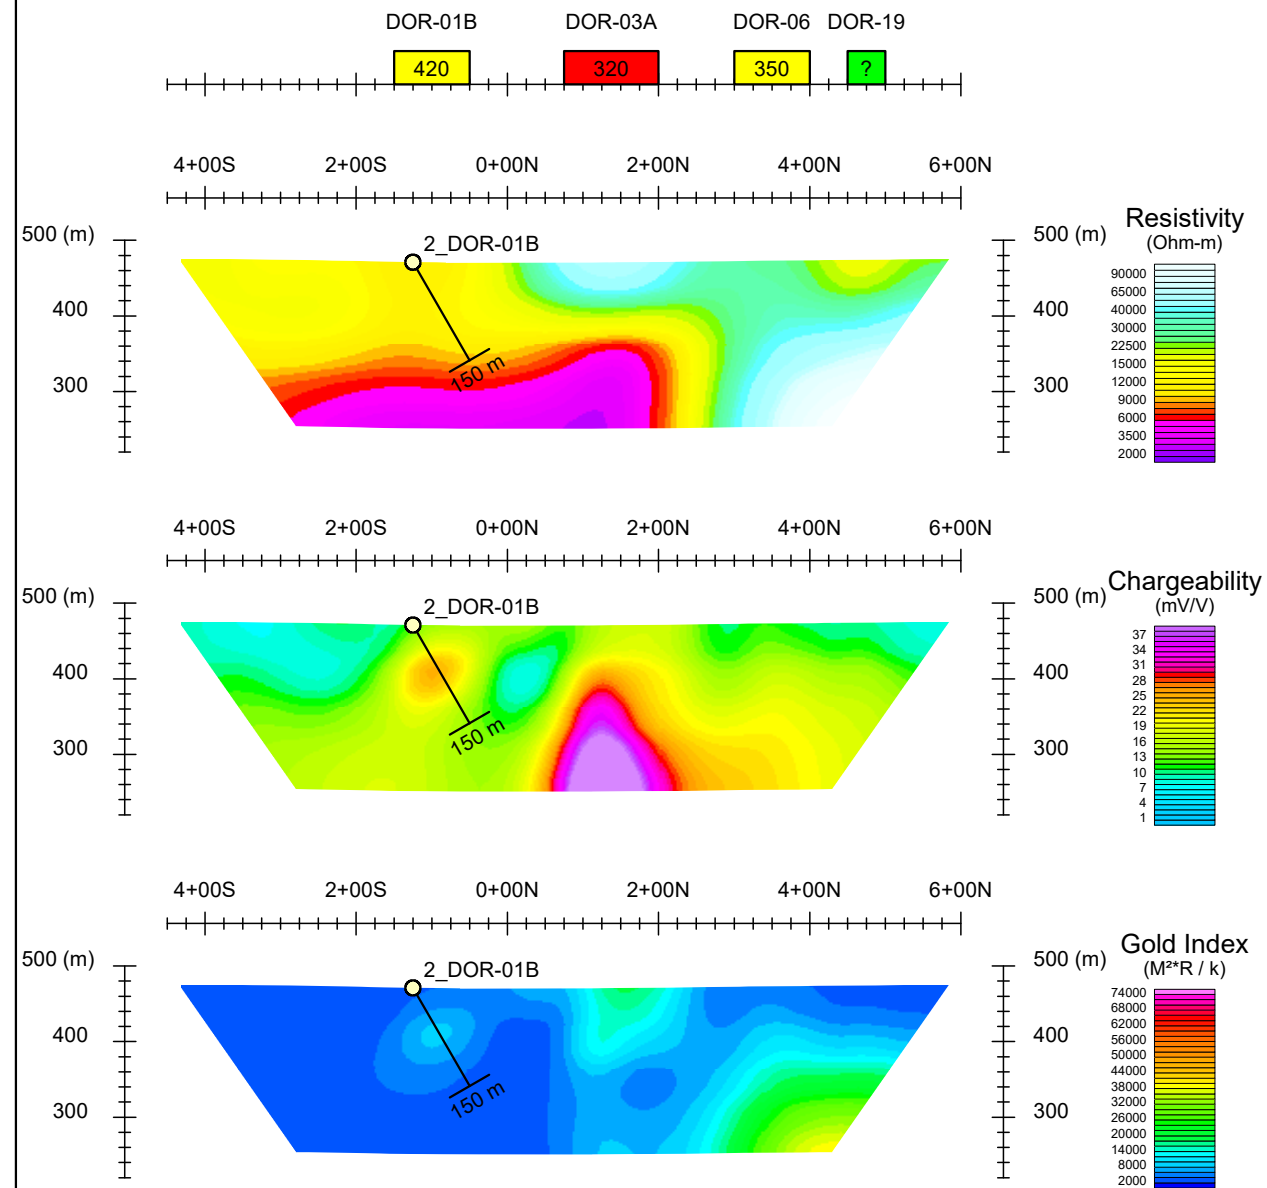 DOR-01B DOR-03A DOR-06 DOR-19
420 320 350 ?
4+00S 2+00S 0+00N 2+00N 4+00N 6+00N
500 (m) 2_DOR-01B 500 (m)
400 400
300 150 m 300
Resistivity
(Ohm-m)
90000
65000
40000
30000
22500
15000
12000
9000
6000
3500
2000
4+00S 2+00S 0+00N 2+00N 4+00N 6+00N
500 (m) 2_DOR-01B 500 (m)
400 400
300 150 m 300
Chargeability
(mV/V)
37
34
31
28
25
22
19
16
13
10
7
4
1
4+00S 2+00S 0+00N 2+00N 4+00N 6+00N
500 (m) 2_DOR-01B 500 (m)
400 400
300 150 m 300
Gold Index
(M²*R / k)
74000
68000
62000
56000
50000
44000
38000
32000
26000
20000
14000
8000
2000